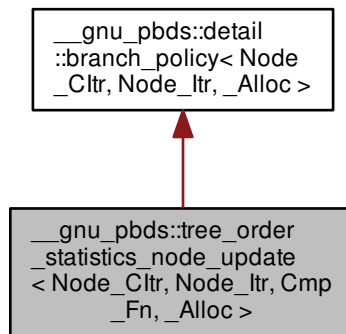 __gnu_pbds::detail
::branch_policy< Node
_CItr, Node_Itr, _Alloc >
__gnu_pbds::tree_order
_statistics_node_update
< Node_CItr, Node_Itr, Cmp
_Fn, _Alloc >